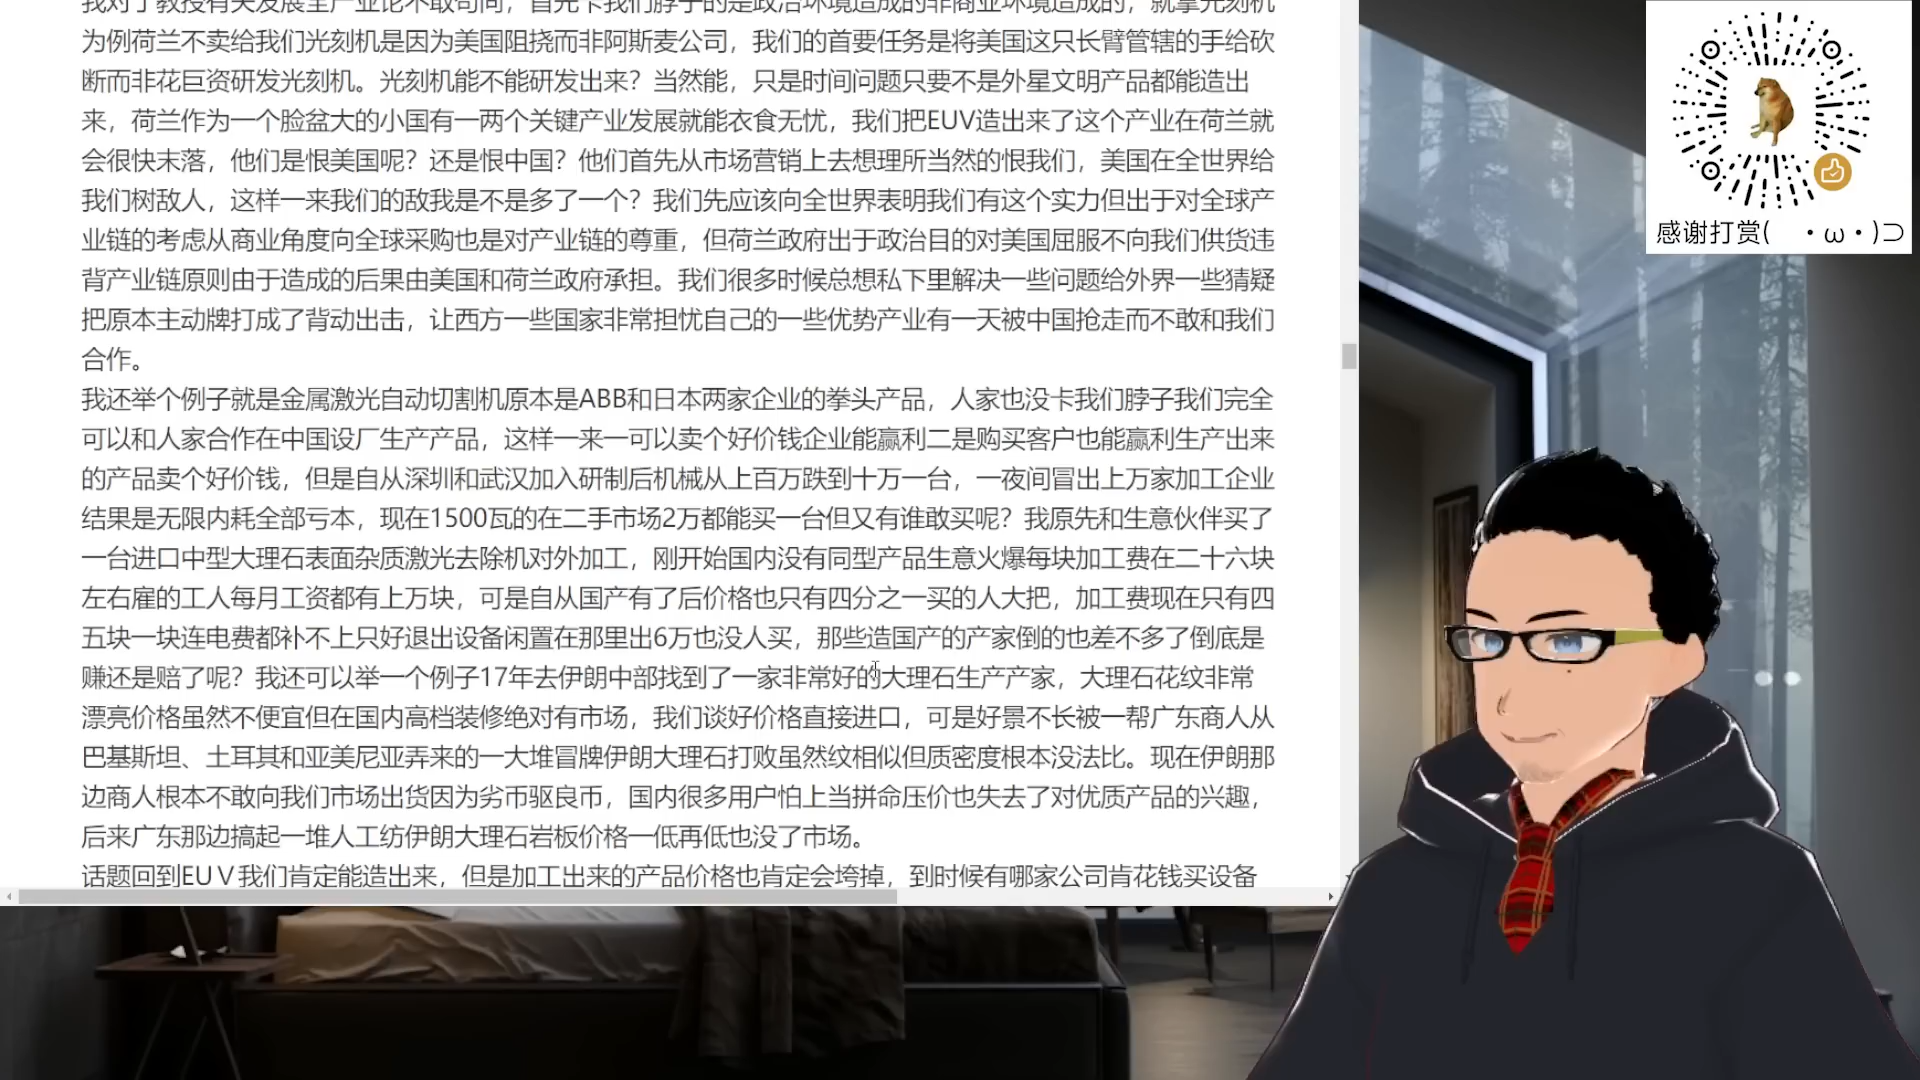 我对丁教授有关发展全产业论不敢苟同，首先卡我们脖子的是政治环境造成的非商业环境造成的，就拿光刻机
为例荷兰不卖给我们光刻机是因为美国阻挠而非阿斯麦公司，我们的首要任务是将美国这只长臂管辖的手给砍
断而非花巨资研发光刻机。光刻机能不能研发出来？当然能，只是时间问题只要不是外星文明产品都能造出
来，荷兰作为一个脸盆大的小国有一两个关键产业发展就能衣食无忧，我们把EUV造出来了这个产业在荷兰就
会很快末落，他们是恨美国呢？还是恨中国？他们首先从市场营销上去想理所当然的恨我们，美国在全世界给
我们树敌人，这样一来我们的敌我是不是多了一个？我们先应该向全世界表明我们有这个实力但出于对全球产
业链的考虑从商业角度向全球采购也是对产业链的尊重，但荷兰政府出于政治目的对美国屈服不向我们供货违
背产业链原则由于造成的后果由美国和荷兰政府承担。我们很多时候总想私下里解决一些问题给外界一些猜疑
把原本主动牌打成了背动出击，让西方一些国家非常担忧自己的一些优势产业有一天被中国抢走而不敢和我们
合作。
我还举个例子就是金属激光自动切割机原本是ABB和日本两家企业的拳头产品，人家也没卡我们脖子我们完全
可以和人家合作在中国设厂生产产品，这样一来一可以卖个好价钱企业能赢利二是购买客户也能赢利生产出来
的产品卖个好价钱，但是自从深圳和武汉加入研制后机械从上百万跌到十万一台，一夜间冒出上万家加工企业
结果是无限内耗全部亏本，现在1500瓦的在二手市场2万都能买一台但又有谁敢买呢？我原先和生意伙伴买了
一台进口中型大理石表面杂质激光去除机对外加工，刚开始国内没有同型产品生意火爆每块加工费在二十六块
左右雇的工人每月工资都有上万块，可是自从国产有了后价格也只有四分之一买的人大把，加工费现在只有四
五块一块连电费都补不上只好退出设备闲置在那里出6万也没人买，那些造国产的产家倒的也差不多了倒底是
赚还是赔了呢？我还可以举一个例子17年去伊朗中部找到了一家非常好的大理石生产产家，大理石花纹非常
漂亮价格虽然不便宜但在国内高档装修绝对有市场，我们谈好价格直接进口，可是好景不长被一帮广东商人从
巴基斯坦、土耳其和亚美尼亚弄来的一大堆冒牌伊朗大理石打败虽然纹相似但质密度根本没法比。现在伊朗那
边商人根本不敢向我们市场出货因为劣币驱良币，国内很多用户怕上当拼命压价也失去了对优质产品的兴趣，
后来广东那边搞起一堆人工纺伊朗大理石岩板价格一低再低也没了市场。
话题回到EUV我们肯定能造出来，但是加工出来的产品价格也肯定会垮掉，到时候有哪家公司肯花钱买设备
感谢打赏( ・ω・)⊃